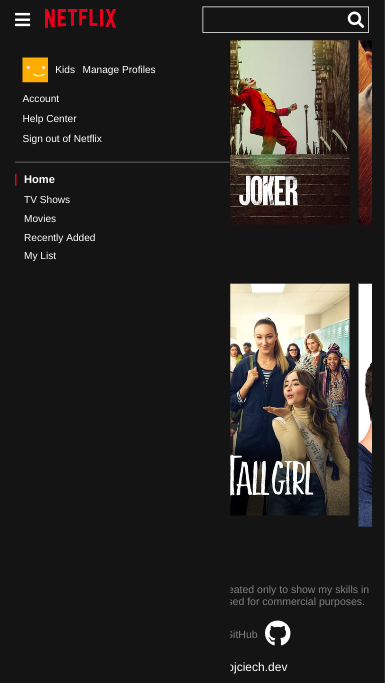 NETFLIX
Kids Manage Profiles
Account
Help Center
Sign out of Netflix
Home
TV Shows
Movies
Recently Added
My List
JOKER
TALL GIRL
eated only to show my skills in
sed for commercial purposes.
GitHub
ojciech.dev